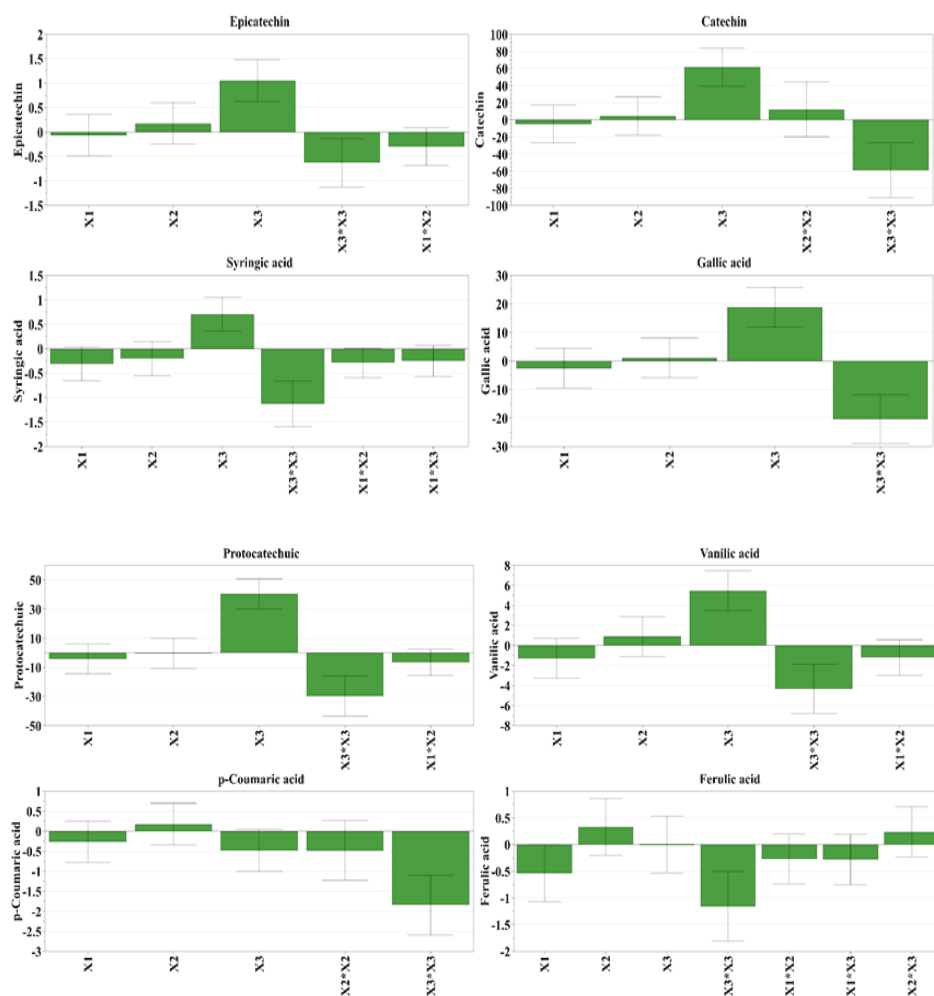 Epicatechin
Epicatechin
2
1.5
1
0.5
0
-0.5
-1
-1.5
X1
X2
X3
X3*X3
X1*X2
Catechin
Catechin
100
80
60
40
20
0
-20
-40
-60
-80
-100
X1
X2
X3
X2*X2
X3*X3
Syringic acid
Syringic acid
1.5
1
0.5
0
-0.5
-1
-1.5
-2
X1
X2
X3
X3*X3
X1*X2
X1*X3
Gallic acid
Gallic acid
30
20
10
0
-10
-20
-30
X1
X2
X3
X3*X3
Protocatechuic
Protocatechuic
50
30
10
-10
-30
-50
X1
X2
X3
X3*X3
X1*X2
Vanilic acid
Vanilic acid
8
6
4
2
0
-2
-4
-6
-8
X1
X2
X3
X3*X3
X1*X2
p-Coumaric acid
p-Coumaric acid
1
0.5
0
-0.5
-1
-1.5
-2
-2.5
-3
X1
X2
X3
X2*X2
X3*X3
Ferulic acid
Ferulic acid
1
0.5
0
-0.5
-1
-1.5
-2
X1
X2
X3
X3*X3
X1*X2
X1*X3
X2*X3